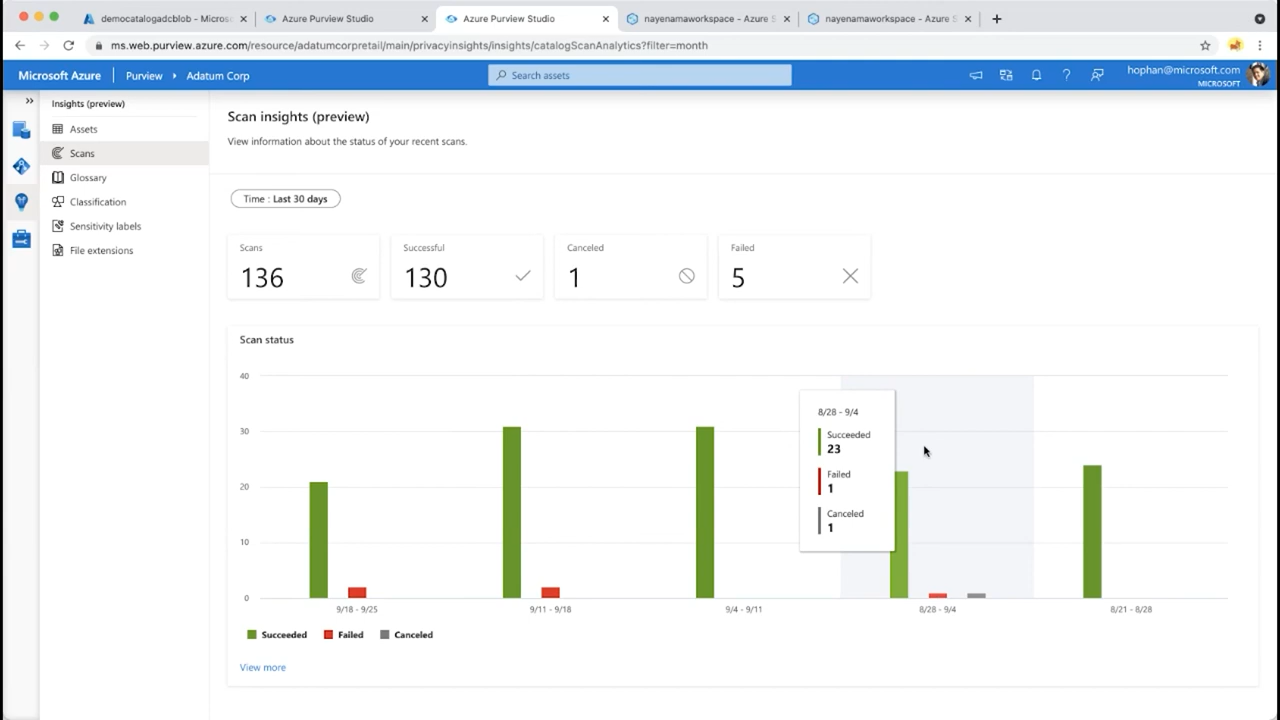 democatalogadcblob - Microso
Azure Purview Studio
Azure Purview Studio
nayenamaworkspace - Azure S
nayenamaworkspace - Azure S
ms.web.purview.azure.com/resource/adatumcorpretail/main/privacyinsights/insights/catalogScanAnalytics?filter=month
Microsoft Azure
Purview
Adatum Corp
Search assets
hophan@microsoft.com
MICROSOFT
Insights (preview)
Assets
Scans
Glossary
Classification
Sensitivity labels
File extensions
Scan insights (preview)
View information about the status of your recent scans.
Time : Last 30 days
Scans
136
Successful
130
Canceled
1
Failed
5
Scan status
40
30
20
10
0
8/28 - 9/4
Succeeded
23
Failed
1
Canceled
1
9/18 - 9/25
9/11 - 9/18
9/4 - 9/11
8/28 - 9/4
8/21 - 8/28
Succeeded
Failed
Canceled
View more